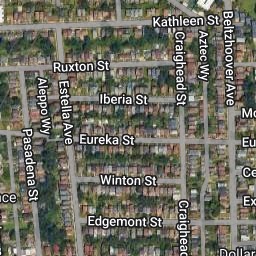 Kathleen St
Beltzhoover Ave
Craighead St
Aztec Wy
Ruxton St
Aleppo Wy
Estella Ave
Iberia St
Pasadena St
Eureka St
Winton St
Edgemont St
Craighead
Dollar